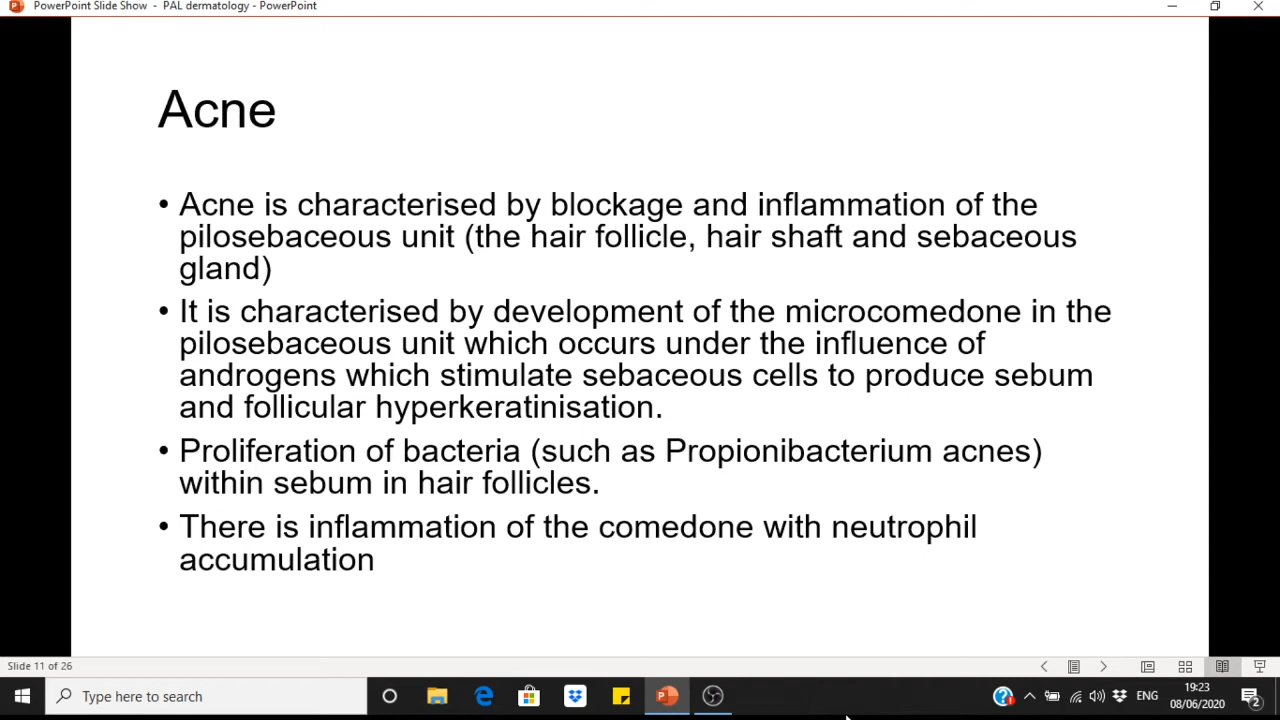 PowerPoint Slide Show - PAL dermatology - PowerPoint
Acne
• Acne is characterised by blockage and inflammation of the
pilosebaceous unit (the hair follicle, hair shaft and sebaceous
gland)
• It is characterised by development of the microcomedone in the
pilosebaceous unit which occurs under the influence of
androgens which stimulate sebaceous cells to produce sebum
and follicular hyperkeratinisation.
• Proliferation of bacteria (such as Propionibacterium acnes)
within sebum in hair follicles.
• There is inflammation of the comedone with neutrophil
accumulation
Slide 11 of 26
Type here to search
ENG
19:23
08/06/2020
2